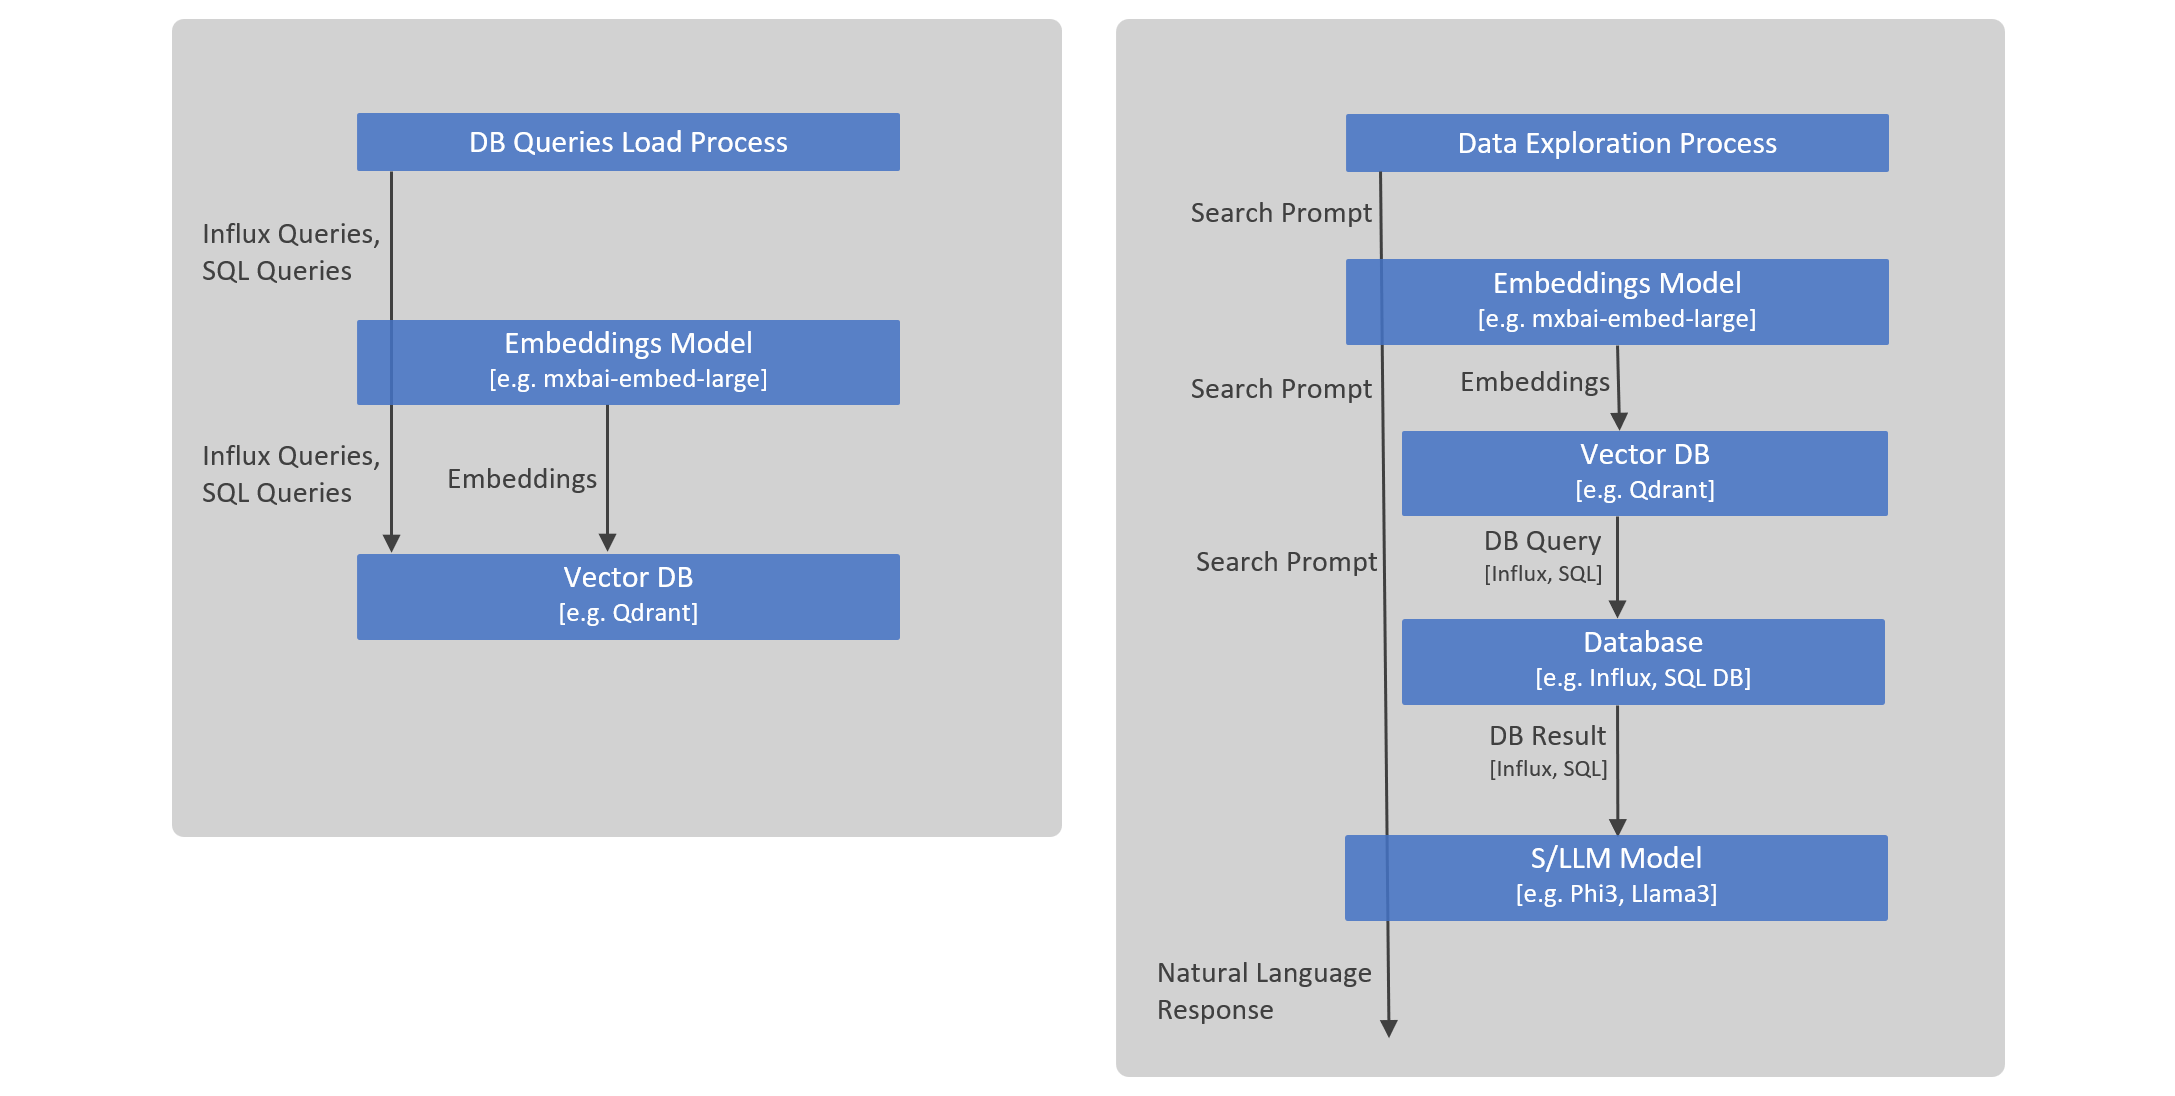 DB Queries Load Process
Influx Queries,
SQL Queries
Embeddings Model
[e.g. mxbai-embed-large]
Influx Queries,
SQL Queries
Embeddings
Vector DB
[e.g. Qdrant]
Data Exploration Process
Search Prompt
Embeddings Model
[e.g. mxbai-embed-large]
Search Prompt
Embeddings
Vector DB
[e.g. Qdrant]
Search Prompt
DB Query
[Influx, SQL]
Database
[e.g. Influx, SQL DB]
DB Result
[Influx, SQL]
S/LLM Model
[e.g. Phi3, Llama3]
Natural Language
Response